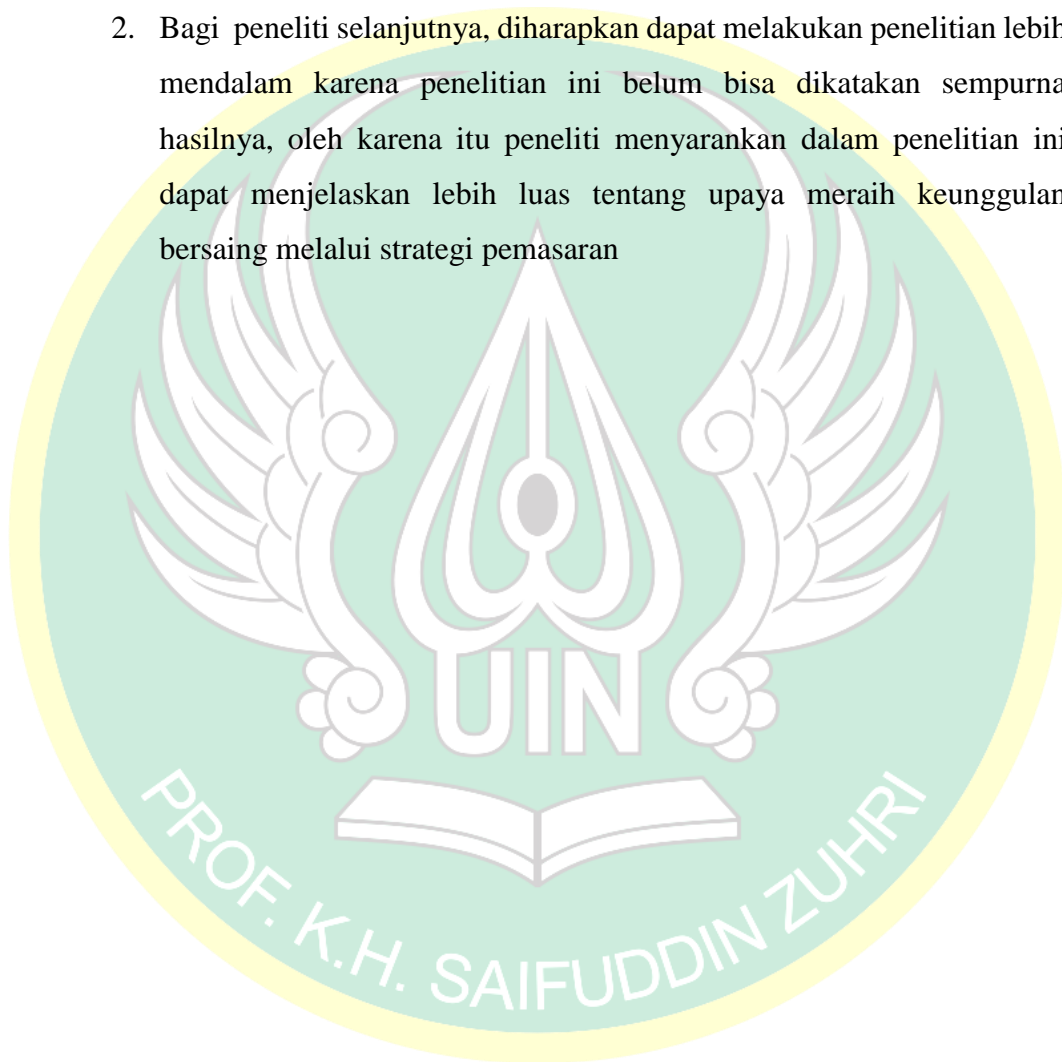 2. Bagi peneliti selanjutnya, diharapkan dapat melakukan penelitian lebih
mendalam karena penelitian ini belum bisa dikatakan sempurna
hasilnya, oleh karena itu peneliti menyarankan dalam penelitian ini
dapat menjelaskan lebih luas tentang upaya meraih keunggulan
bersaing melalui strategi pemasaran
UIN
PROF. K.H. SAIFUDDIN ZUHRI